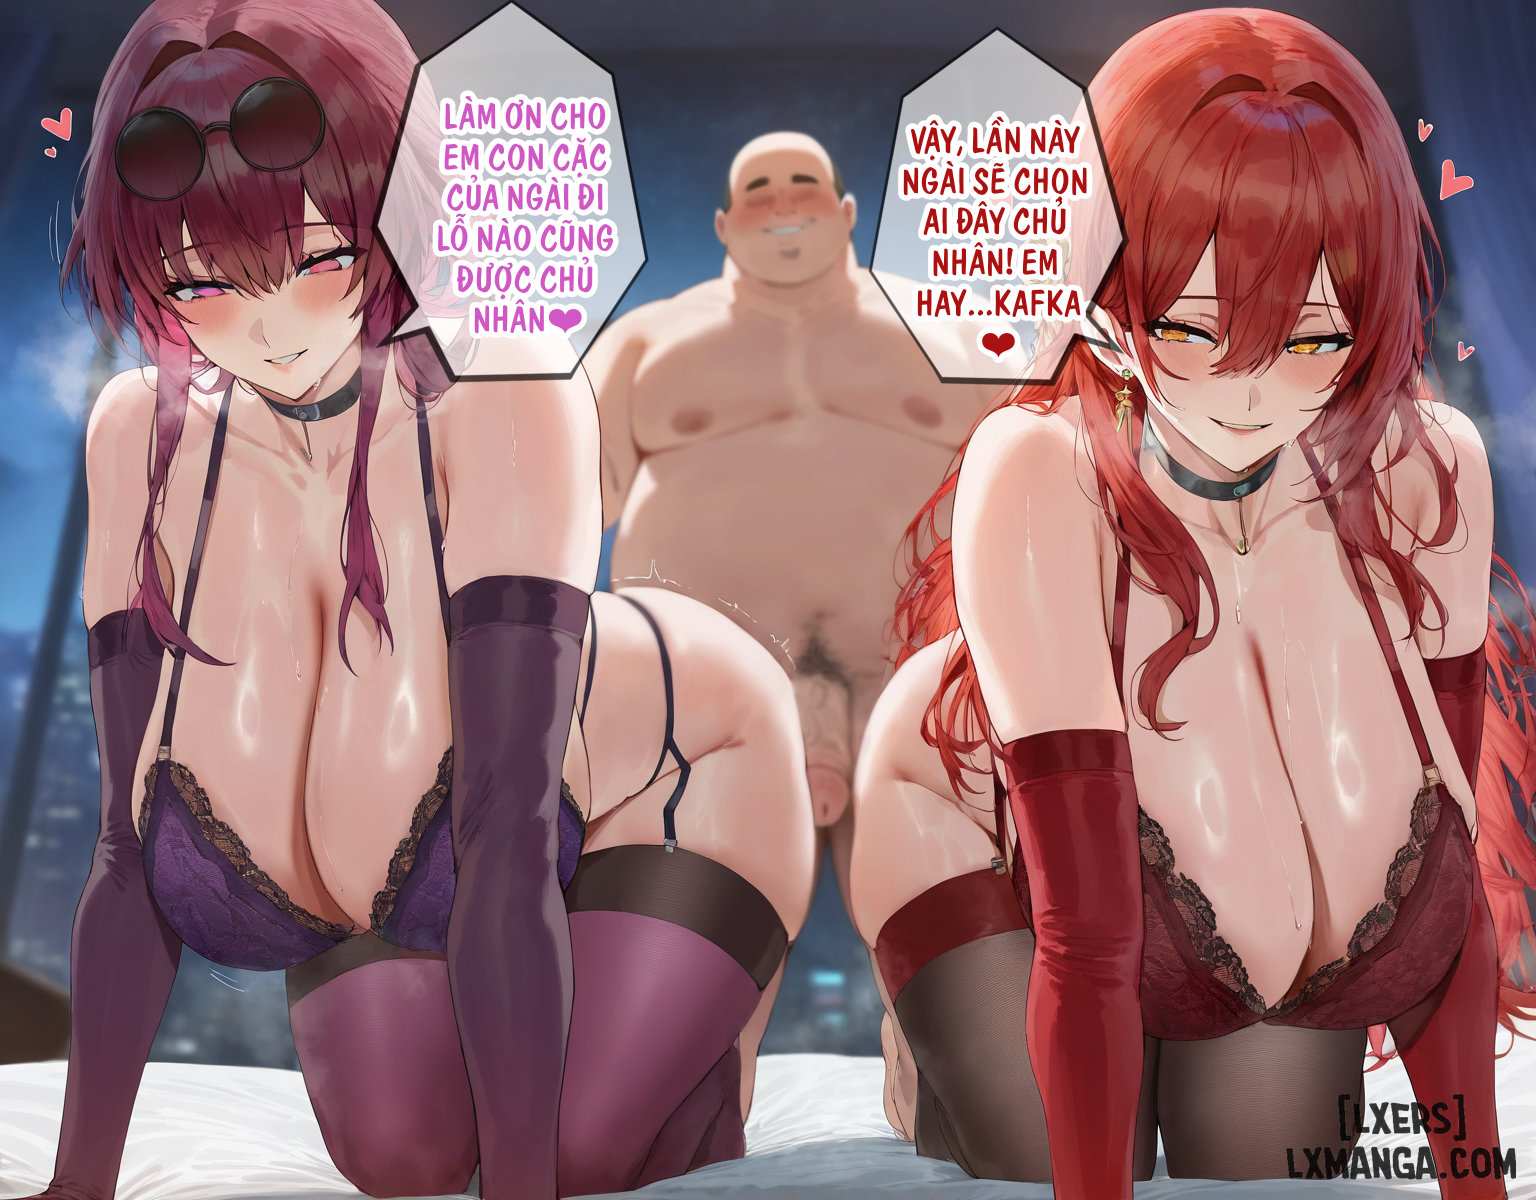 LÀM ƠN CHO
EM CON CẶC
CỦA NGÀI ĐI
LỖ NÀO CŨNG
ĐƯỢC CHỦ
NHÂN❤
VẬY, LẦN NÀY
NGÀI SẼ CHỌN
AI ĐÂY CHỦ
NHÂN! EM
HAY...KAFKA
❤
[LXERS]
LXMANGA.COM